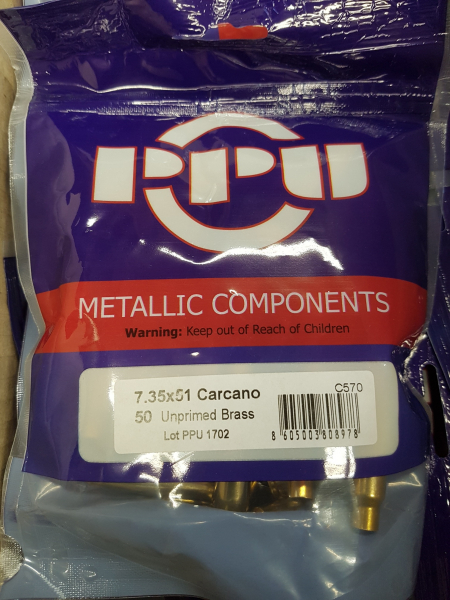 PPU
METALLIC COMPONENTS
Warning: Keep out of Reach of Children
7.35x51 Carcano
C570
50 Unprimed Brass
Lot PPU 1702
8 605003 808978